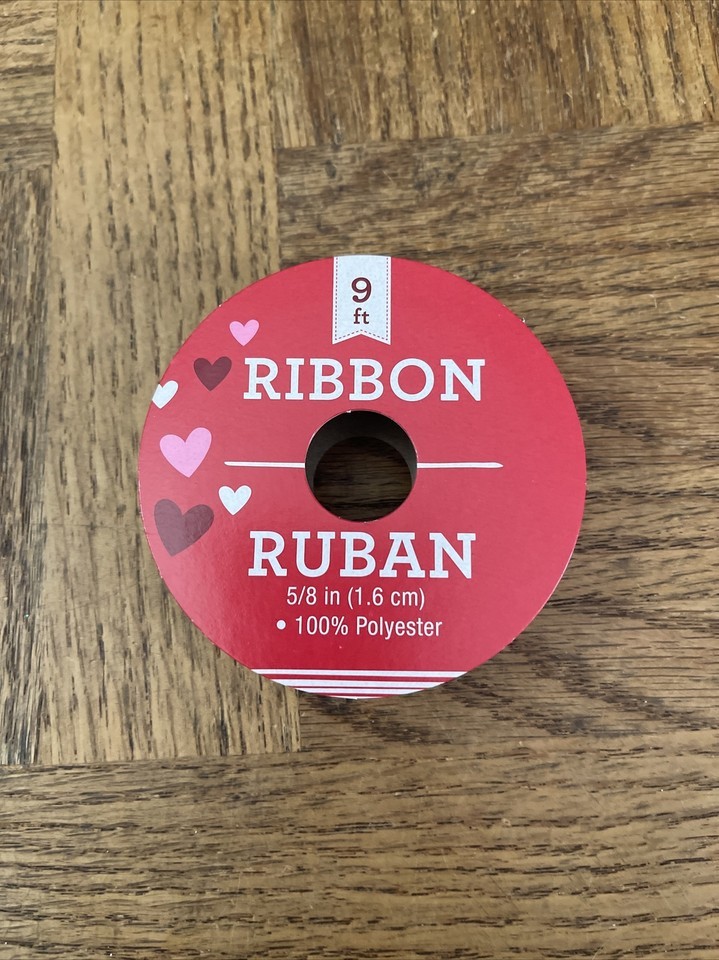 9
ft
RIBBON
RUBAN
5/8 in (1.6 cm)
• 100% Polyester